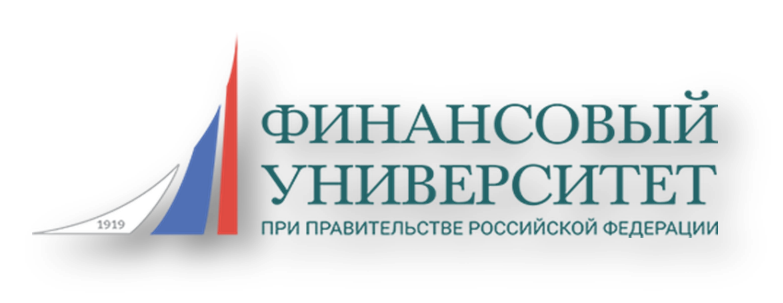 1919
ФИНАНСОВЫЙ
УНИВЕРСИТЕТ
ПРИ ПРАВИТЕЛЬСТВЕ РОССИЙСКОЙ ФЕДЕРАЦИИ